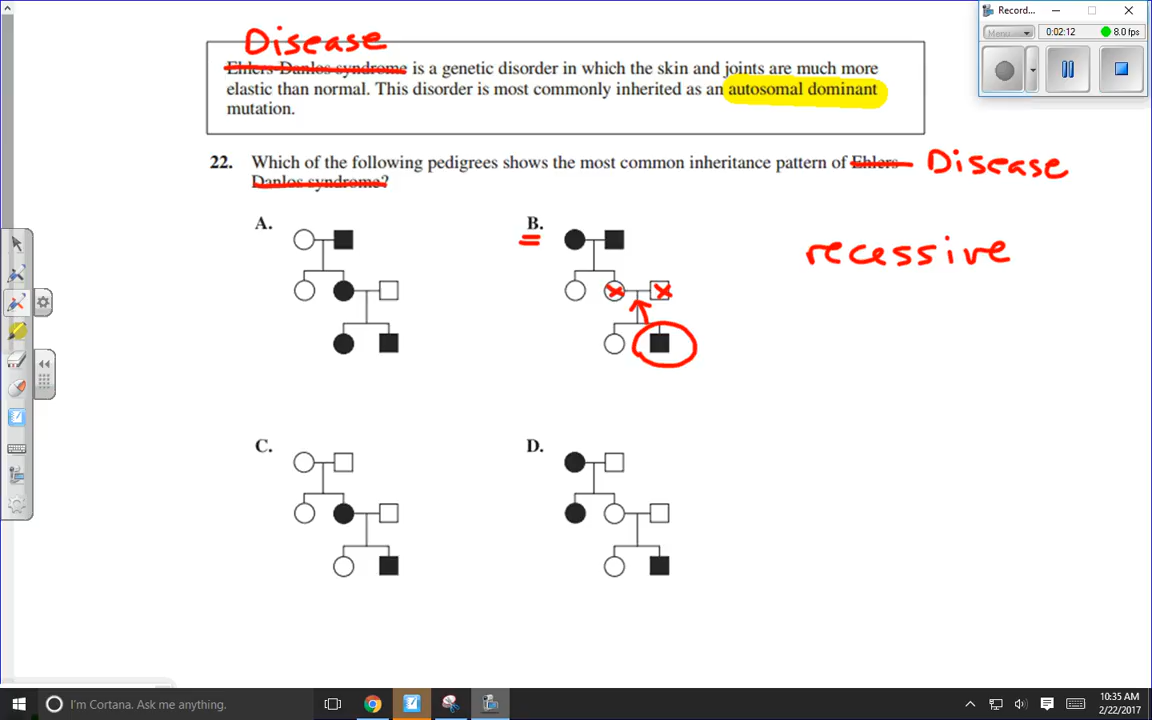 Recor...
Menu
0:02:12
8.0 fps
Disease
Ehlers-Danlos syndrome is a genetic disorder in which the skin and joints are much more
elastic than normal. This disorder is most commonly inherited as an autosomal dominant
mutation.
22. Which of the following pedigrees shows the most common inheritance pattern of Ehlers- Disease
Danlos syndrome?
A.
B.
recessive
C.
D.
I'm Cortana. Ask me anything.
10:35 AM
2/22/2017